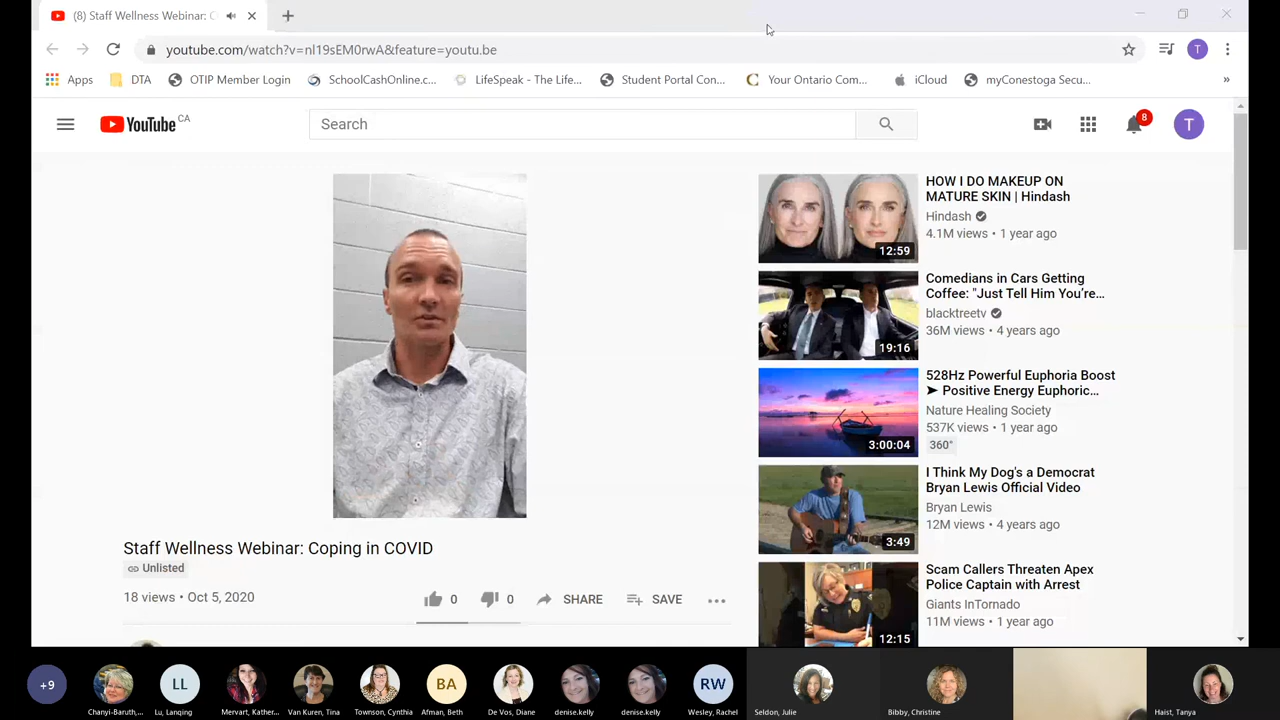 (8) Staff Wellness Webinar: C
youtube.com/watch?v=nl19sEM0rwA&feature=youtu.be
Apps DTA OTIP Member Login SchoolCashOnline.c... LifeSpeak - The Life... Student Portal Con... Your Ontario Com... iCloud myConestoga Secu... »
YouTube CA
Search
8
T
T
HOW I DO MAKEUP ON
MATURE SKIN | Hindash
Hindash
4.1M views • 1 year ago
12:59
Comedians in Cars Getting
Coffee: "Just Tell Him You're...
blacktreetv
36M views • 4 years ago
19:16
528Hz Powerful Euphoria Boost
➤ Positive Energy Euphoric...
Nature Healing Society
537K views • 1 year ago
360°
3:00:04
I Think My Dog's a Democrat
Bryan Lewis Official Video
Bryan Lewis
12M views • 4 years ago
3:49
Scam Callers Threaten Apex
Police Captain with Arrest
Giants InTornado
11M views • 1 year ago
12:15
Staff Wellness Webinar: Coping in COVID
Unlisted
18 views • Oct 5, 2020
0 0 SHARE SAVE ...
+9 LL BA RW
Chanyi-Baruth,... Lu, Lanqing Mervart, Kather... Van Kuren, Tina Townson, Cynthia Afman, Beth De Vos, Diane denise.kelly denise.kelly Wesley, Rachel Seldon, Julie Bibby, Christine Haist, Tanya